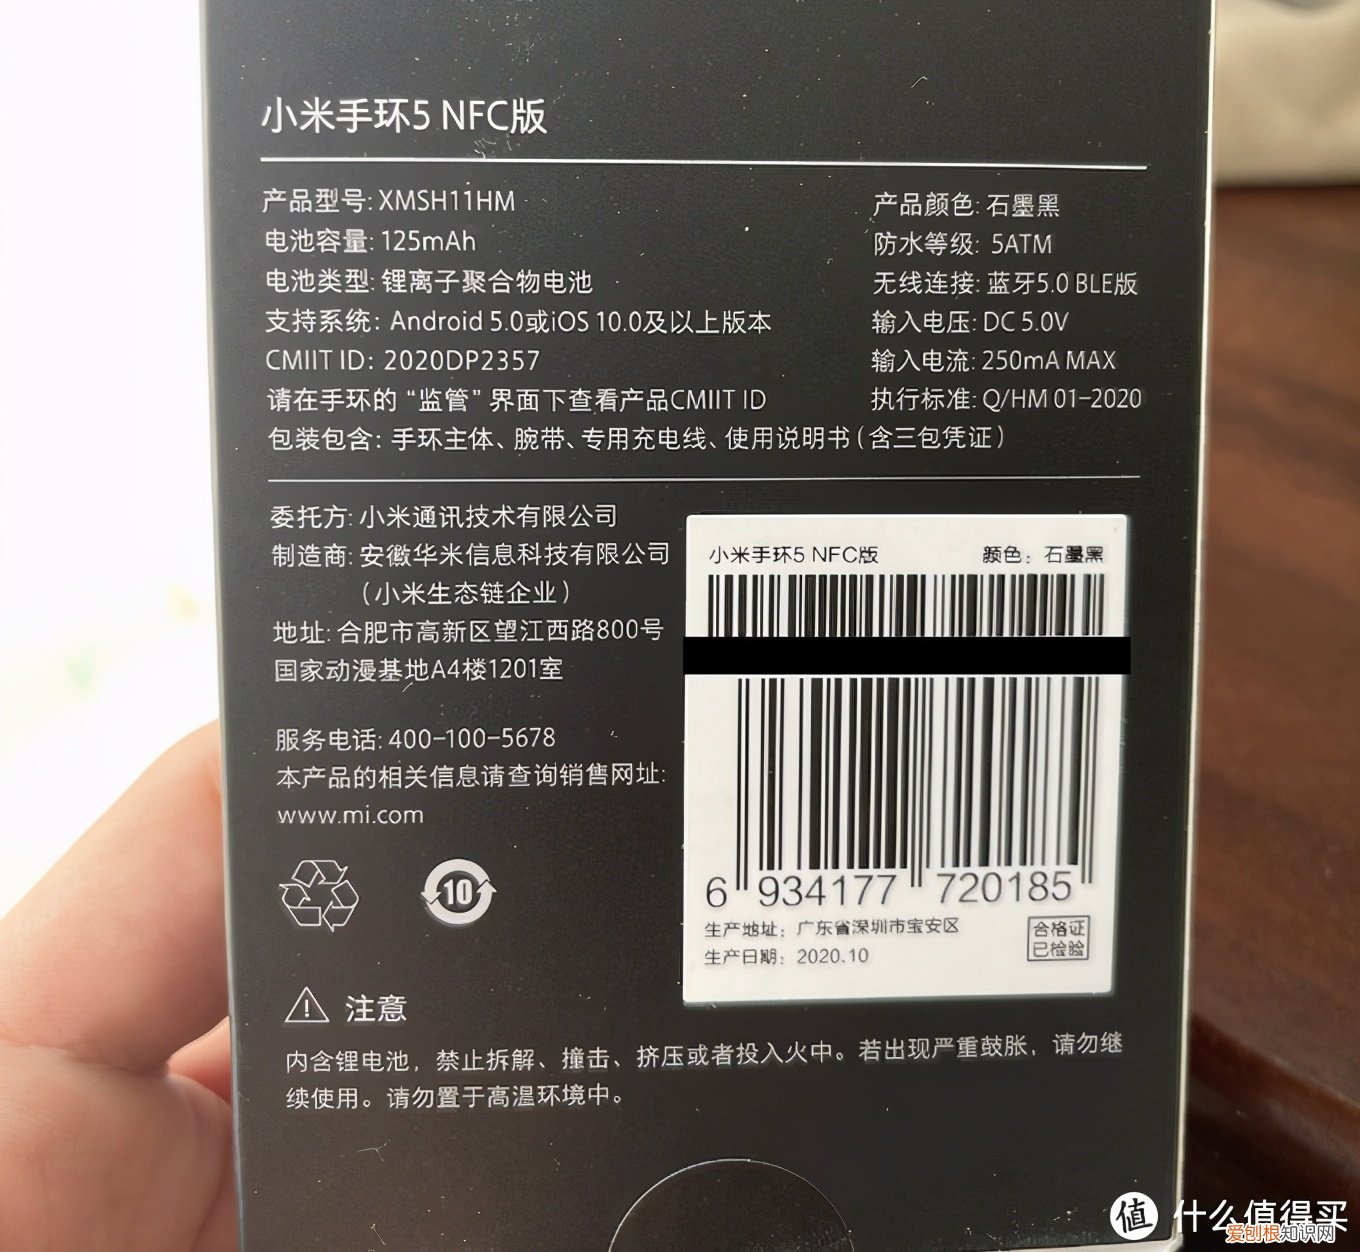 小米手环5 NFC版
产品型号: XMSH11HM
电池容量: 125mAh
电池类型: 锂离子聚合物电池
支持系统: Android 5.0或iOS 10.0及以上版本
CMIIT ID: 2020DP2357
请在手环的 “监管” 界面下查看产品CMIIT ID
包装包含: 手环主体、腕带、专用充电线、使用说明书(含三包凭证)
产品颜色: 石墨黑
防水等级: 5ATM
无线连接: 蓝牙5.0 BLE版
输入电压: DC 5.0V
输入电流: 250mA MAX
执行标准: Q/HM 01-2020
委托方: 小米通讯技术有限公司
制造商: 安徽华米信息科技有限公司
(小米生态链企业)
地址: 合肥市高新区望江西路800号
国家动漫基地A4楼1201室
服务电话: 400-100-5678
本产品的相关信息请查询销售网址:
www.mi.com
10
小米手环5 NFC版
颜色: 石墨黑
6 934177 720185
生产地址: 广东省深圳市宝安区
生产日期: 2020.10
合格证
已检验
注意
内含锂电池，禁止拆解、撞击、挤压或者投入火中。若出现严重鼓胀，请勿继
续使用。请勿置于高温环境中。
值 什么值得买
爱刨根知识网